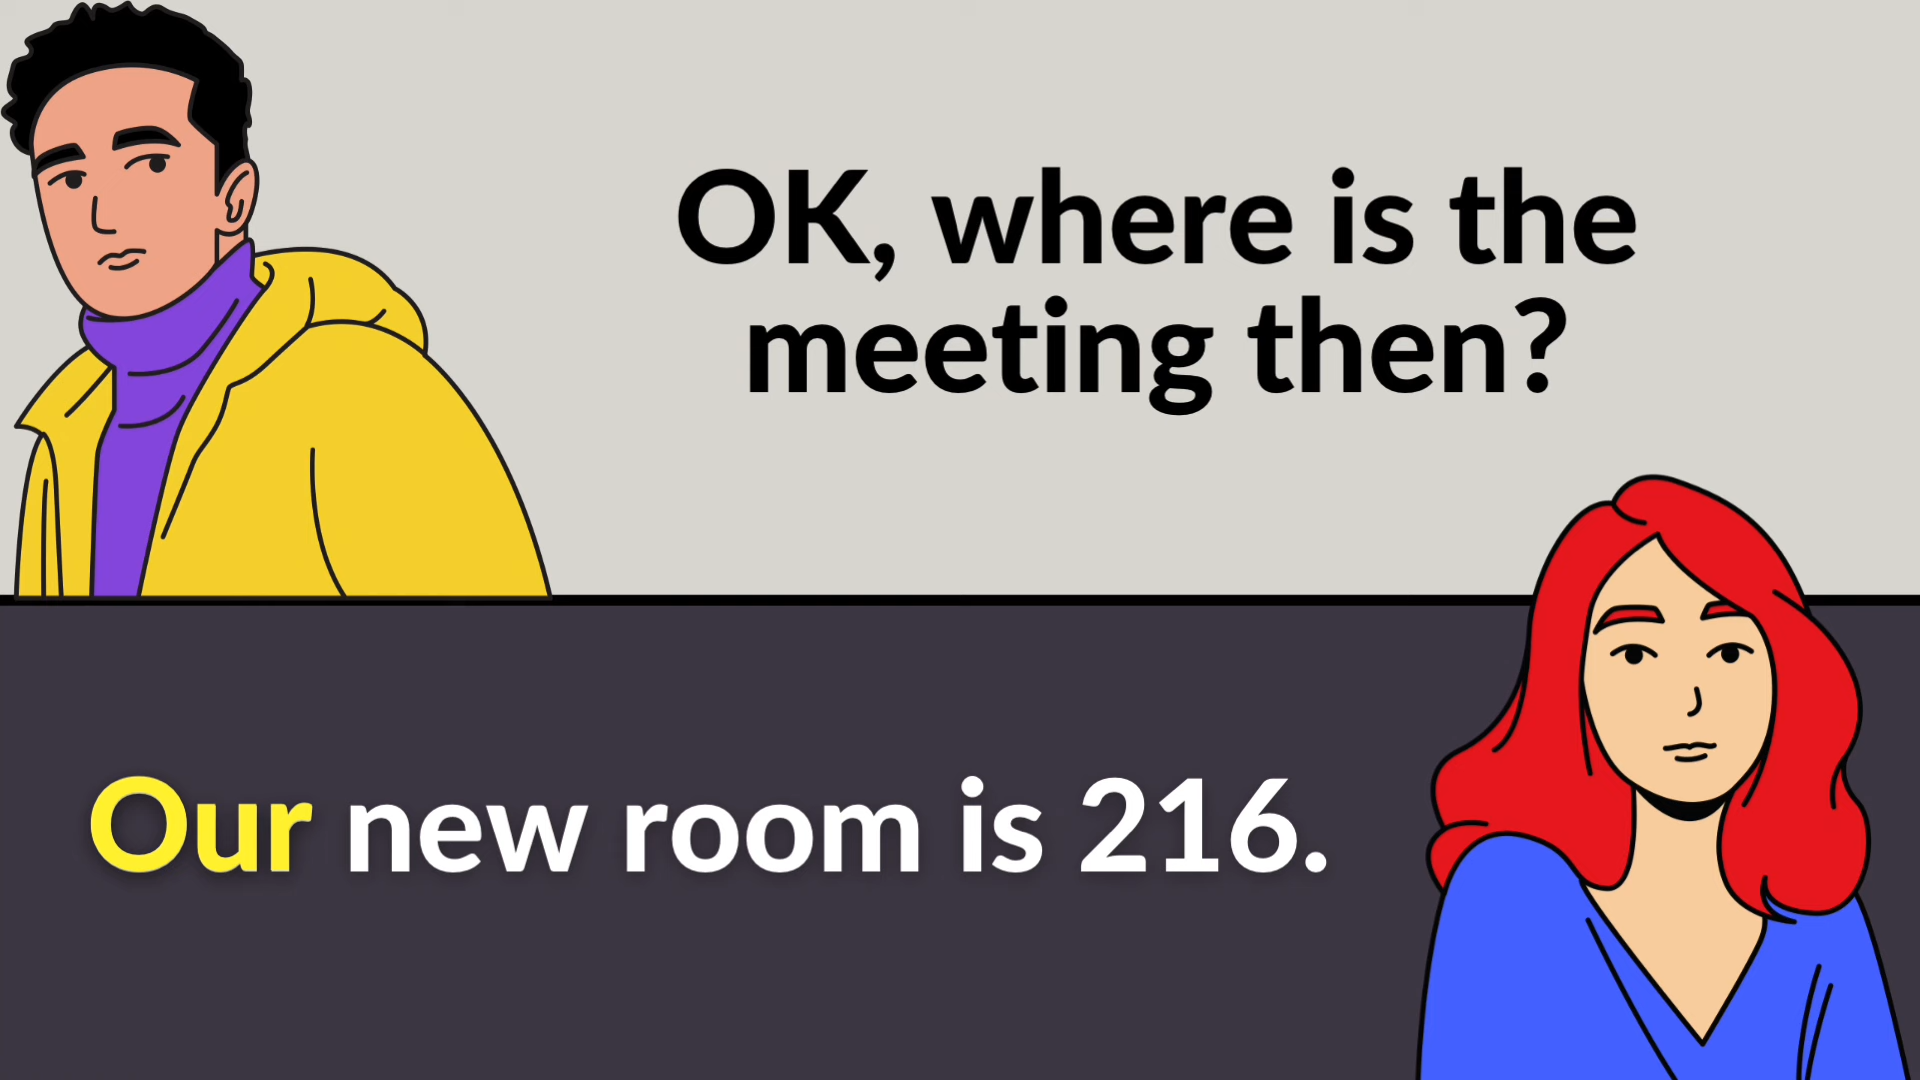 OK, where is the
meeting then?
Our new room is 216.